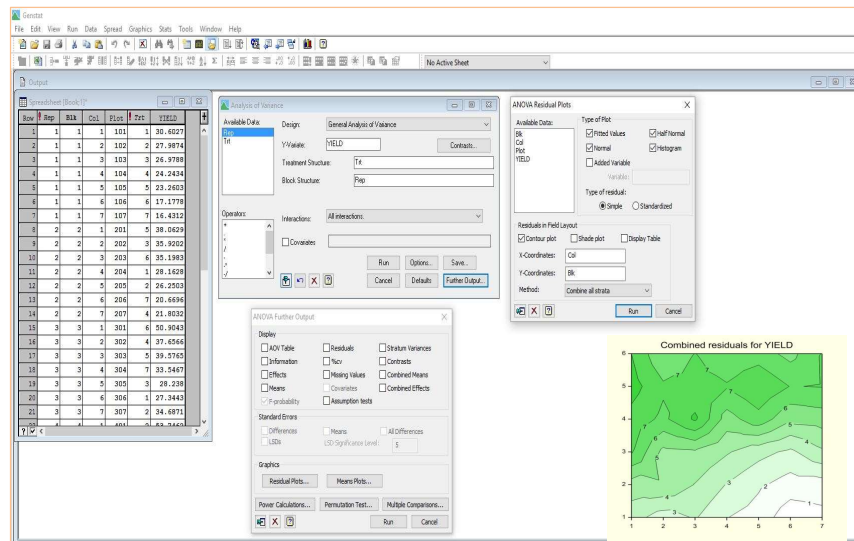 Genstat
File Edit View Run Data Spread Graphics Stats Tools Window Help
No Active Sheet
Output
Spreadsheet [Book;1]*
Row ! Rep Blk Col Plot ! Trt YIELD
1 1 1 1 101 1 30.6027
2 1 1 2 102 2 27.9874
3 1 1 3 103 3 26.9788
4 1 1 4 104 4 24.2434
5 1 1 5 105 5 23.2603
6 1 1 6 106 6 17.1778
7 1 1 7 107 7 16.4312
8 2 2 1 201 5 38.0629
9 2 2 2 202 3 35.9202
10 2 2 3 203 6 35.1983
11 2 2 4 204 1 28.1628
12 2 2 5 205 2 26.2503
13 2 2 6 206 7 20.6696
14 2 2 7 207 4 21.8032
15 3 3 1 301 6 50.9043
16 3 3 2 302 4 37.6566
17 3 3 3 303 5 39.5765
18 3 3 4 304 7 33.5467
19 3 3 5 305 3 28.238
20 3 3 6 306 1 27.3443
21 3 3 7 307 2 34.6871
Analysis of Variance
Available Data:
Rep
Trt
Design: General Analysis of Variance
Y-Variate: YIELD Contrasts...
Treatment Structure: Trt
Block Structure: Rep
Operators:
Interactions: All interactions.
Covariates
Run Options... Save...
Cancel Defaults Further Output...
ANOVA Further Output
Display
AOV Table Residuals Stratum Variances
Information %cv Contrasts
Effects Missing Values Combined Means
Means Covariates Combined Effects
F-probability Assumption tests
Standard Errors
Differences Means All Differences
LSDs LSD Significance Level: 5
Graphics
Residual Plots... Means Plots...
Power Calculations... Permutation Test... Multiple Comparisons...
Run Cancel
ANOVA Residual Plots
Available Data:
Blk
Col
Plot
YIELD
Type of Plot
Fitted Values Half Normal
Normal Histogram
Added Variable
Variable:
Type of residual:
Simple Standardized
Residuals in Field Layout
Contour plot Shade plot Display Table
X-Coordinates: Col
Y-Coordinates: Blk
Method: Combine all strata
Run Cancel
Combined residuals for YIELD
6
5
4
3
2
1
7
7
7
6
6
5
5
4
4
3
3
2
1
1 2 3 4 5 6 7